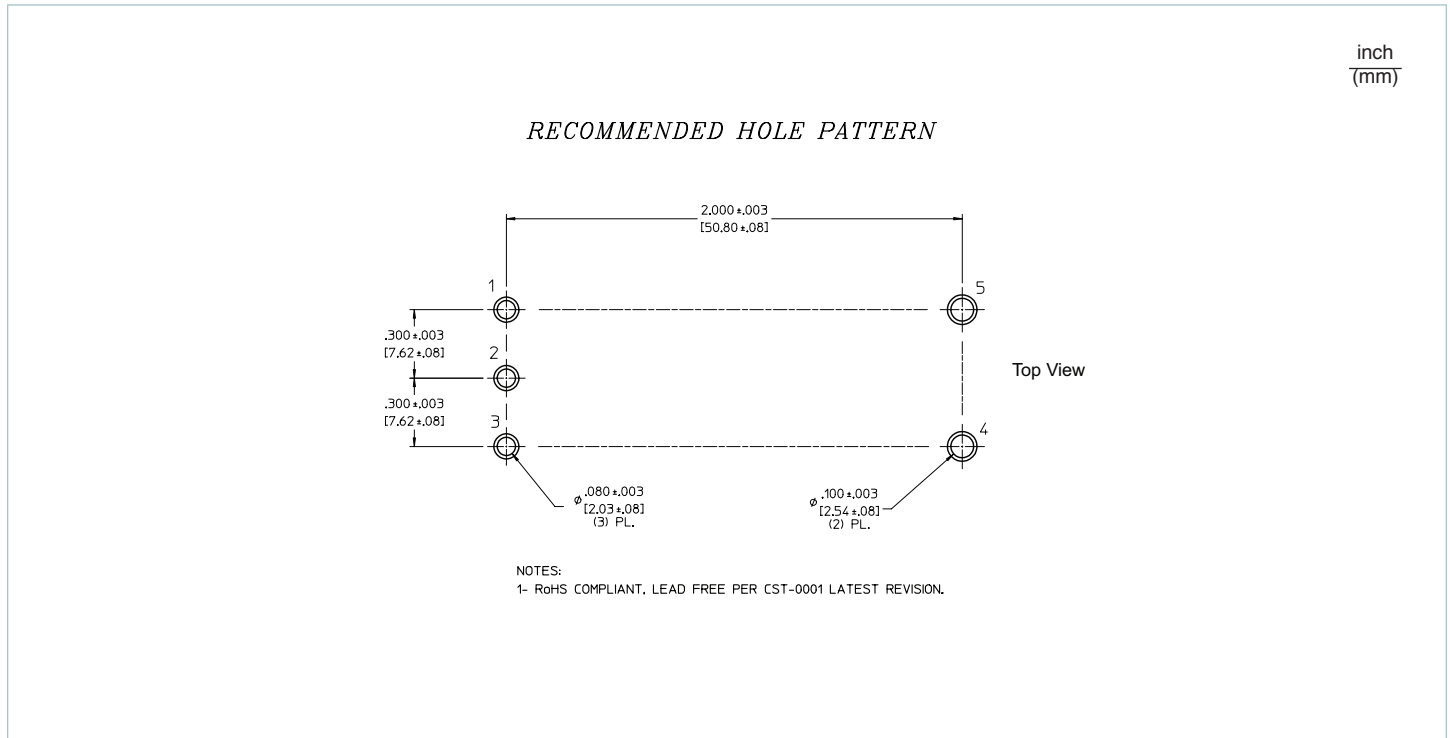 inch
(mm)
RECOMMENDED HOLE PATTERN
2.000±.003
[50.80±.08]
1
5
.300±.003
[7.62±.08]
2
Top View
.300±.003
[7.62±.08]
3
4
ø.080±.003
[2.03±.08]
(3) PL.
ø.100±.003
[2.54±.08]
(2) PL.
NOTES:
1- RoHS COMPLIANT, LEAD FREE PER CST-0001 LATEST REVISION.